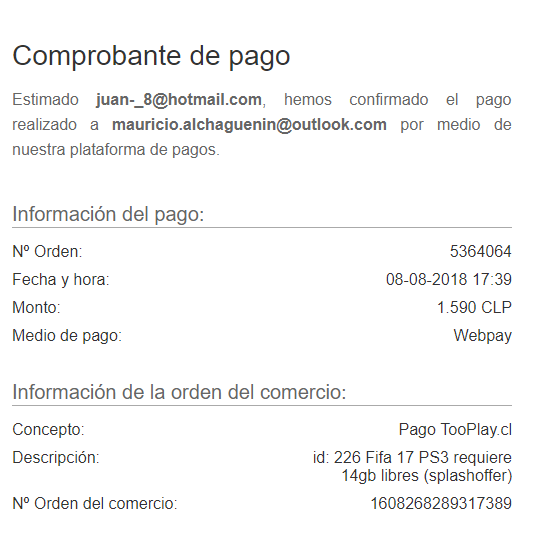 Comprobante de pago
Estimado juan-_8@hotmail.com, hemos confirmado el pago
realizado a mauricio.alchaguenin@outlook.com por medio de
nuestra plataforma de pagos.
Información del pago:
Nº Orden: 5364064
Fecha y hora: 08-08-2018 17:39
Monto: 1.590 CLP
Medio de pago: Webpay
Información de la orden del comercio:
Concepto: Pago TooPlay.cl
Descripción: id: 226 Fifa 17 PS3 requiere
14gb libres (splashoffer)
Nº Orden del comercio: 1608268289317389